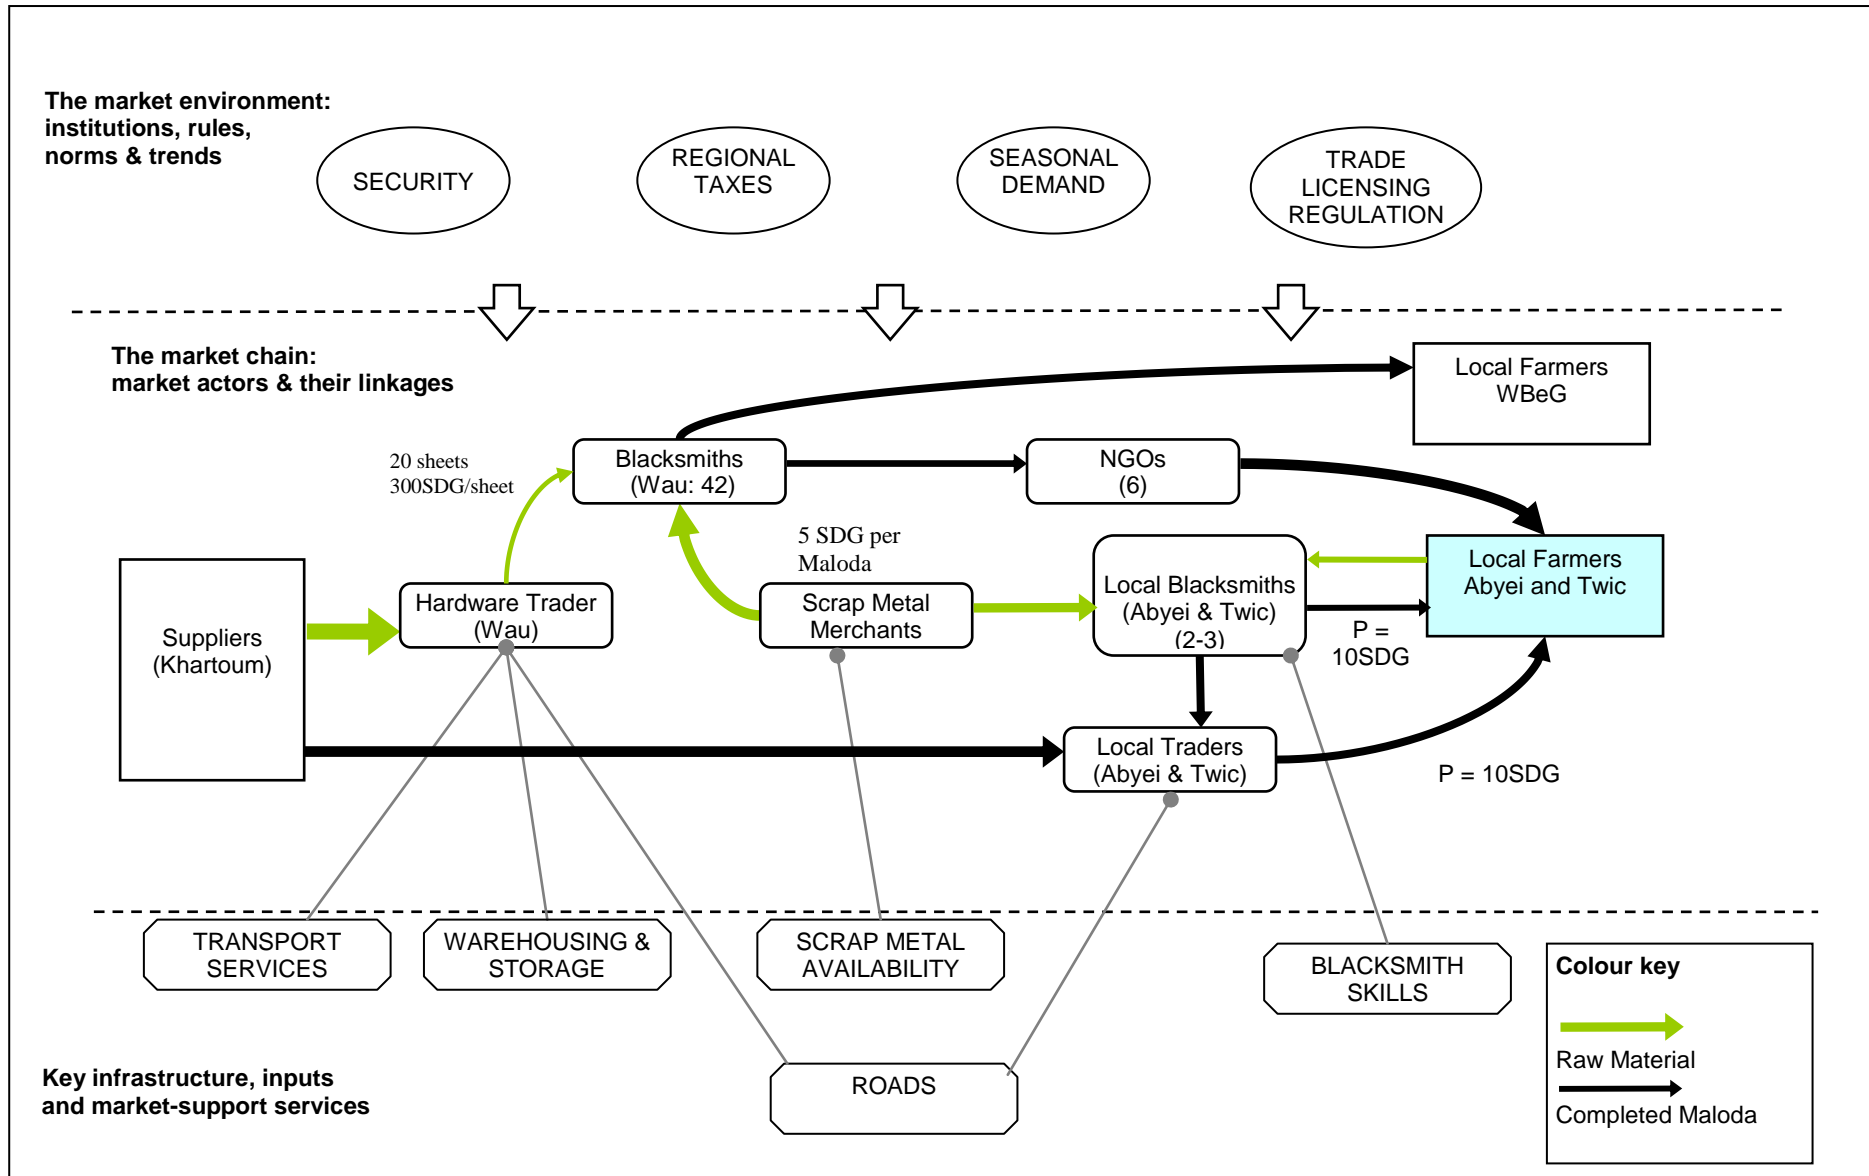 The market environment:
institutions, rules,
norms & trends
SECURITY
REGIONAL
TAXES
SEASONAL
DEMAND
TRADE
LICENSING
REGULATION
The market chain:
market actors & their linkages
Local Farmers
WBeG
20 sheets
300SDG/sheet
Blacksmiths
(Wau: 42)
NGOs
(6)
5 SDG per
Maloda
Suppliers
(Khartoum)
Hardware Trader
(Wau)
Scrap Metal
Merchants
Local Blacksmiths
(Abyei & Twic)
(2-3)
Local Farmers
Abyei and Twic
P =
10SDG
Local Traders
(Abyei & Twic)
P = 10SDG
TRANSPORT
SERVICES
WAREHOUSING &
STORAGE
SCRAP METAL
AVAILABILITY
BLACKSMITH
SKILLS
ROADS
Key infrastructure, inputs
and market-support services
Colour key
Raw Material
Completed Maloda